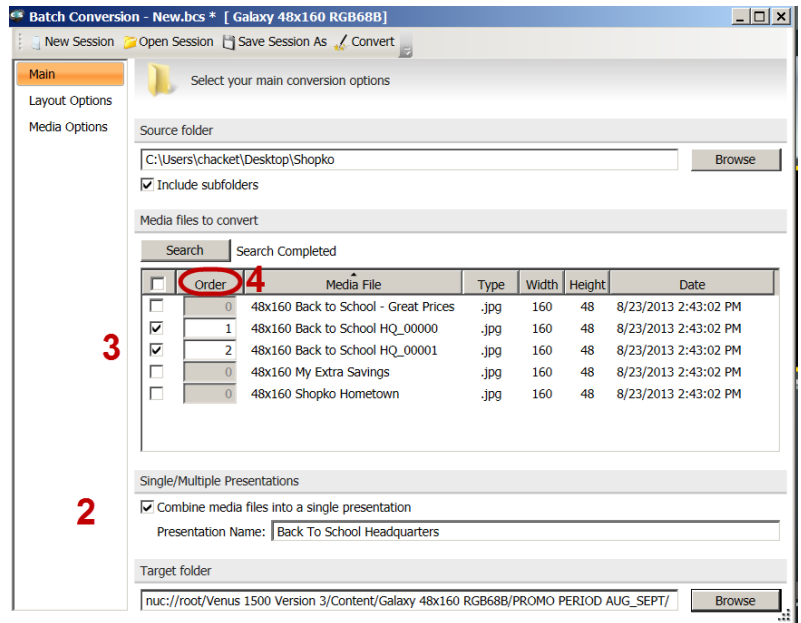 Batch Conversion - New.bcs * [ Galaxy 48x160 RGB68B]
New Session Open Session Save Session As Convert
Main
Layout Options
Media Options
Select your main conversion options
Source folder
C:\Users\chacket\Desktop\Shopko Browse
Include subfolders
Media files to convert
Search Search Completed
Order 4 Media File Type Width Height Date
0 48x160 Back to School - Great Prices .jpg 160 48 8/23/2013 2:43:02 PM
1 48x160 Back to School HQ_00000 .jpg 160 48 8/23/2013 2:43:02 PM
3
2 48x160 Back to School HQ_00001 .jpg 160 48 8/23/2013 2:43:02 PM
0 48x160 My Extra Savings .jpg 160 48 8/23/2013 2:43:02 PM
0 48x160 Shopko Hometown .jpg 160 48 8/23/2013 2:43:02 PM
Single/Multiple Presentations
2
Combine media files into a single presentation
Presentation Name: Back To School Headquarters
Target folder
nuc://root/Venus 1500 Version 3/Content/Galaxy 48x160 RGB68B/PROMO PERIOD AUG_SEPT/ Browse